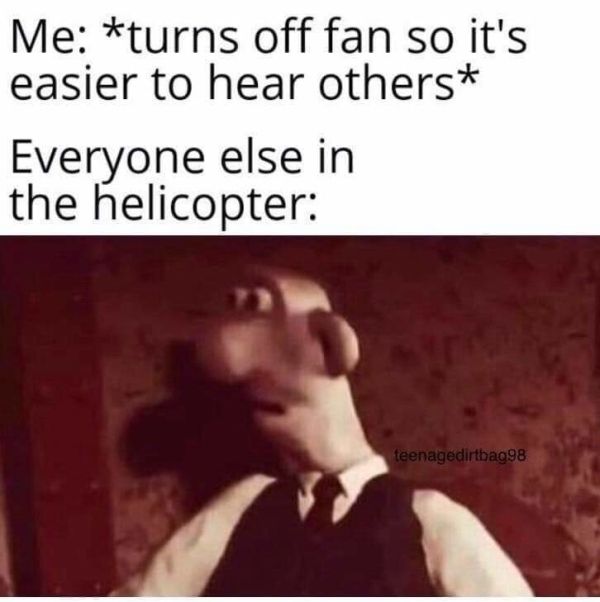 Me: *turns off fan so it's
easier to hear others*
Everyone else in
the helicopter:
teenagedirtbag98